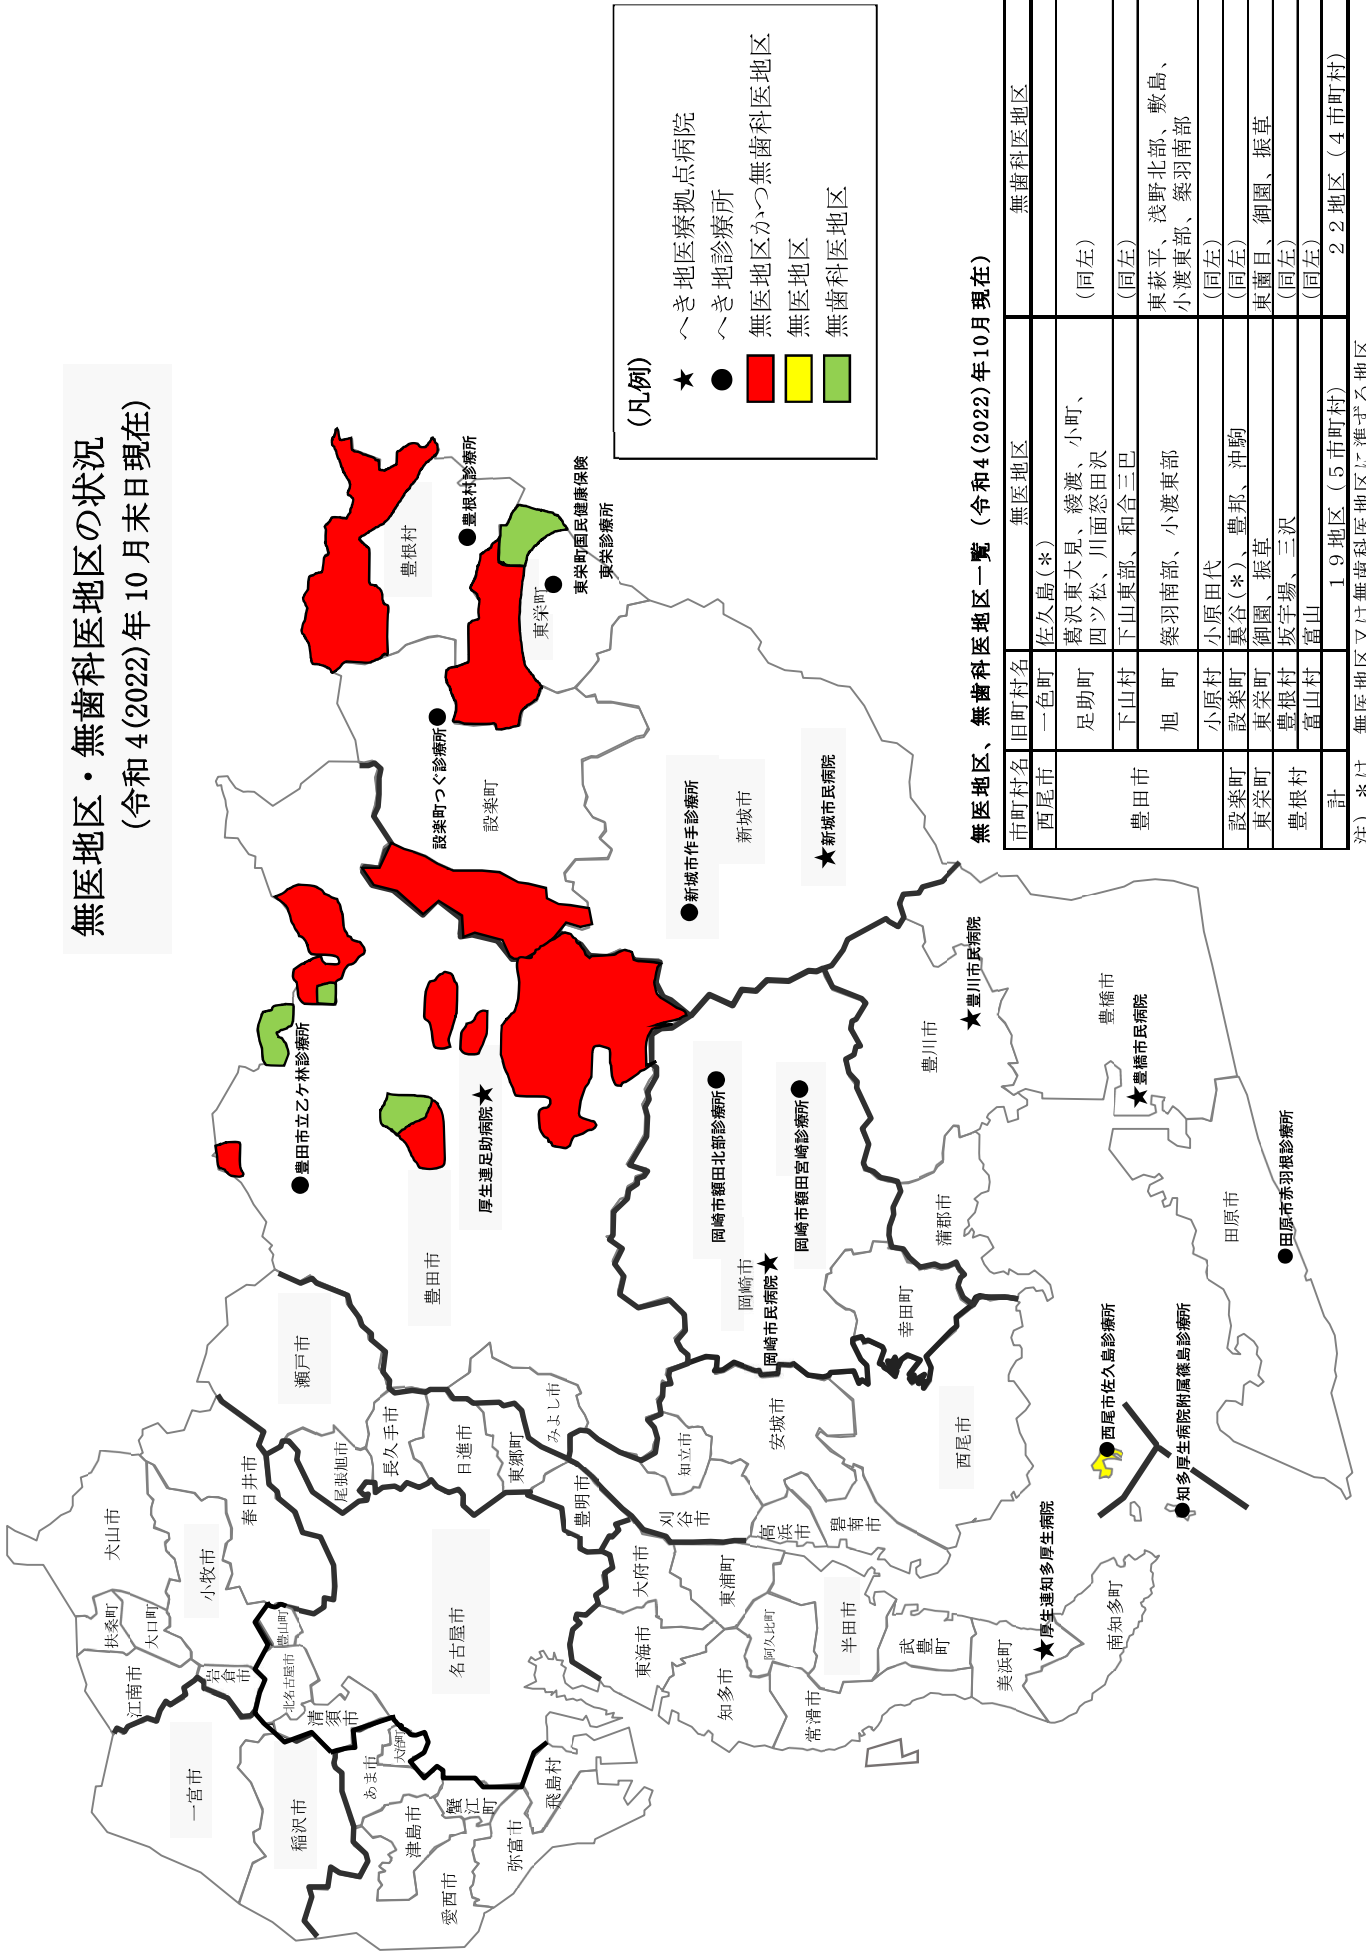 無医地区・無歯科医地区の状況
(令和4(2022)年10月末日現在)
(凡例)
★ へき地医療拠点病院
● へき地診療所
無医地区かつ無歯科医地区
無医地区
無歯科医地区
豊根村
豊根村診療所
東栄町
東栄町国民健康保険
東栄診療所
設楽町つぐ診療所
設楽町
新城市作手診療所
新城市
新城市民病院
豊田市立乙ケ林診療所
厚生連足助病院
豊田市
岡崎市額田北部診療所
岡崎市額田宮崎診療所
岡崎市
岡崎市民病院
豊川市民病院
豊川市
豊橋市
豊橋市民病院
蒲郡市
幸田町
田原市
田原市赤羽根診療所
瀬戸市
尾張旭市
長久手市
日進市
東郷町
みよし市
豊明市
知立市
安城市
西尾市
刈谷市
高浜市
碧南市
西尾市佐久島診療所
知多厚生病院附属篠島診療所
厚生連知多厚生病院
犬山市
春日井市
小牧市
扶桑町
大口町
豊山町
江南市
岩倉市
北名古屋市
清須市
名古屋市
大府市
東浦町
東海市
阿久比町
半田市
武豊町
知多市
常滑市
美浜町
南知多町
一宮市
稲沢市
あま市
大治町
津島市
蟹江町
飛島村
愛西市
弥富市
無医地区、無歯科医地区一覧(令和4(2022)年10月現在)
市町村名 旧町村名 無医地区 無歯科医地区
西尾市 一色町 佐久島(＊)
豊田市 足助町 葛沢東大見、綾渡、小町、
四ツ松、川面怒田沢 (同左)
下山村 下山東部、和合三巴 (同左)
旭　町 築羽南部、小渡東部 東萩平、浅野北部、敷島、
小渡東部、築羽南部
小原村 小原田代 (同左)
設楽町 設楽町 裏谷(＊)、豊邦、沖駒 (同左)
東栄町 東栄町 御園、振草 東薗目、御園、振草
豊根村 豊根村 坂宇場、三沢 (同左)
富山村 富山 (同左)
計 19地区(5市町村) 22地区(4市町村)
注)＊は、無医地区又は無歯科医地区に準ずる地区